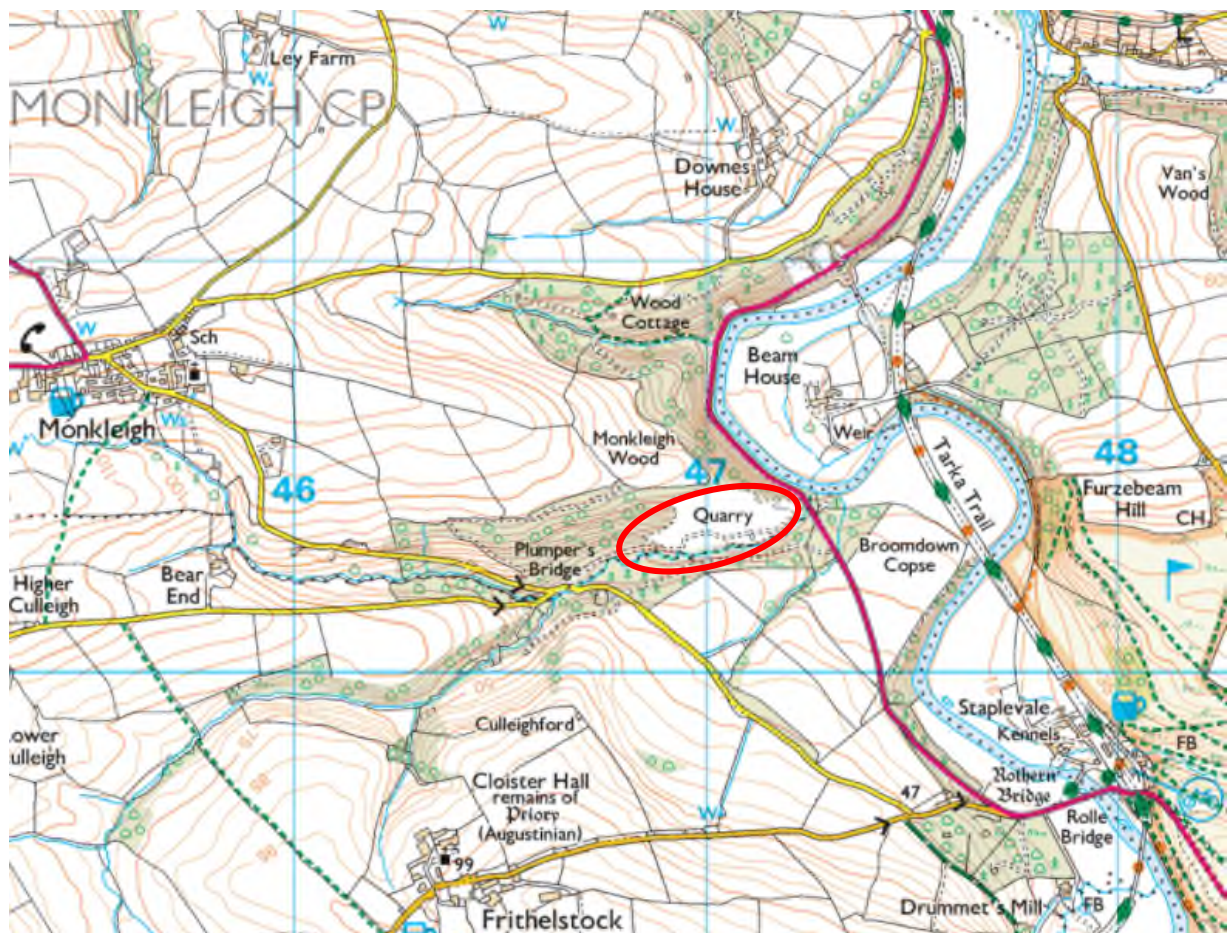 Ley Farm
W
MONKLEIGH CP
W
Downes
House
Van's
Wood
W
Sch
Wood
Cottage
Beam
House
W
Monkleigh
Weir
Monkleigh
Wood
Tarka Trail
48
47
46
Furzebeam
Hill
CH
Quarry
Plumper's
Bridge
Broomdown
Copse
Higher
Culleigh
Bear
End
50
Culleighford
Staplevale
Kennels
FB
ower
ulleigh
Cloister Hall
remains of
Priory
(Augustinian)
47
Rothern
Bridge
Rolle
Bridge
W
99
Frithelstock
Drummet's Mill
FB